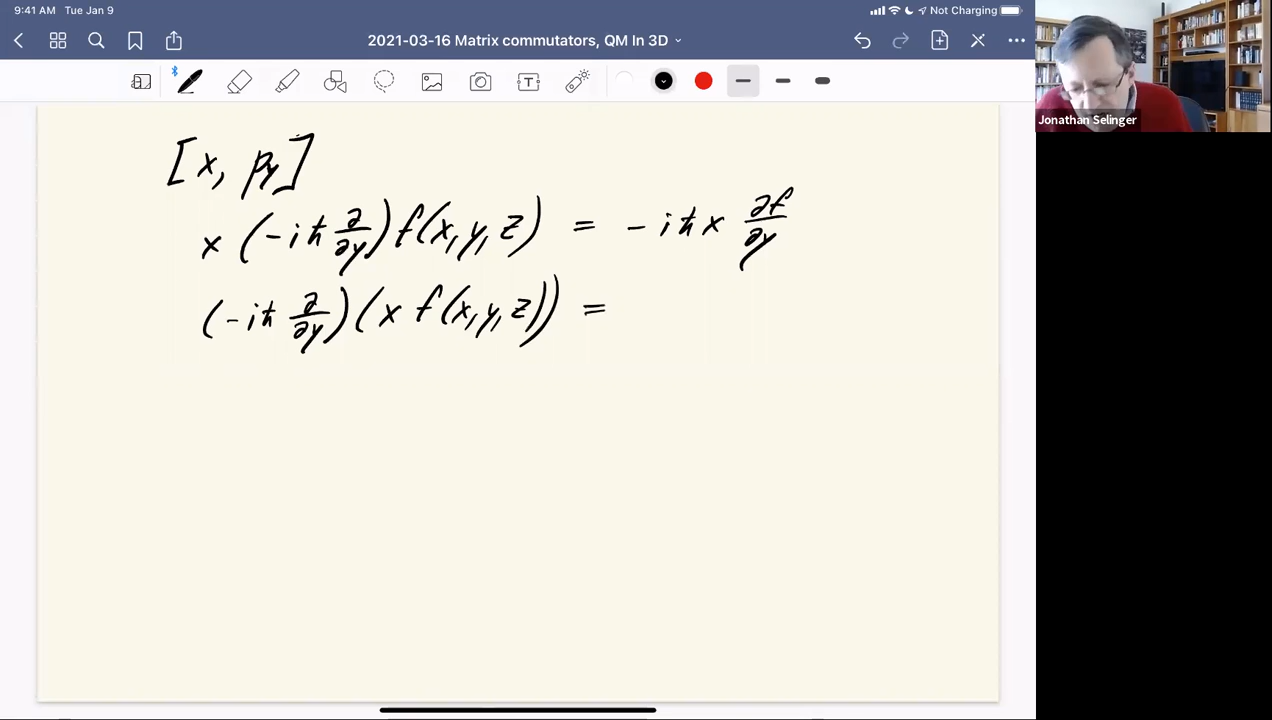 9:41 AM Tue Jan 9
Not Charging
2021-03-16 Matrix commutators, QM In 3D
T
Jonathan Selinger
[x, py]
x (-iħ ∂/∂y) f(x, y, z) = -iħ x ∂f/∂y
(-iħ ∂/∂y)(x f(x, y, z)) =